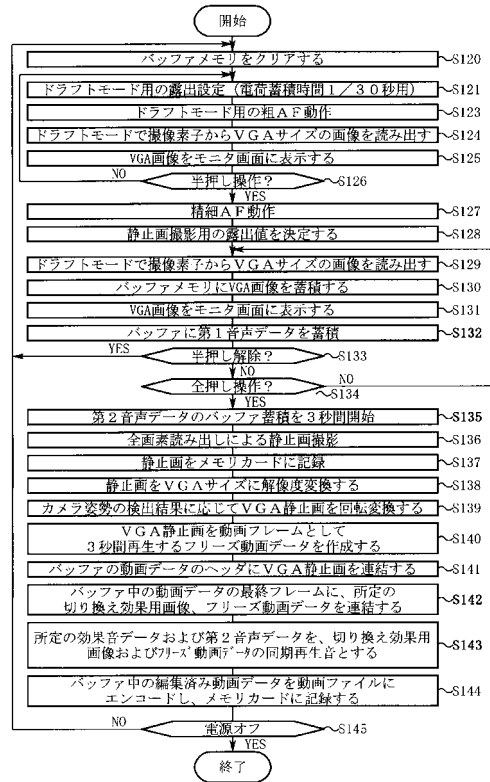 開始
バッファメモリをクリアする
S120
ドラフトモード用の露出設定(電荷蓄積時間1/30秒用)
S121
ドラフトモード用の粗AF動作
S123
ドラフトモードで撮像素子からVGAサイズの画像を読み出す
S124
VGA画像をモニタ画面に表示する
S125
NO
半押し操作?
S126
YES
精細AF動作
S127
静止画撮影用の露出値を決定する
S128
ドラフトモードで撮像素子からVGAサイズの画像を読み出す
S129
バッファメモリにVGA画像を蓄積する
S130
VGA画像をモニタ画面に表示する
S131
バッファに第1音声データを蓄積
S132
YES
半押し解除?
S133
NO
全押し操作?
NO
S134
YES
第2音声データのバッファ蓄積を3秒間開始
S135
全画素読み出しによる静止画撮影
S136
静止画をメモリカードに記録
S137
静止画をVGAサイズに解像度変換する
S138
カメラ姿勢の検出結果に応じてVGA静止画を回転変換する
S139
VGA静止画を動画フレームとして
3秒間再生するフリーズ動画データを作成する
S140
バッファの動画データのヘッダにVGA静止画を連結する
S141
バッファ中の動画データの最終フレームに、所定の
切り換え効果用画像、フリーズ動画データを連結する
S142
所定の効果音データおよび第2音声データを、切り換え効果用
画像およびフリーズ動画データの同期再生音とする
S143
バッファ中の編集済み動画データを動画ファイルに
エンコードし、メモリカードに記録する
S144
NO
電源オフ
S145
YES
終了